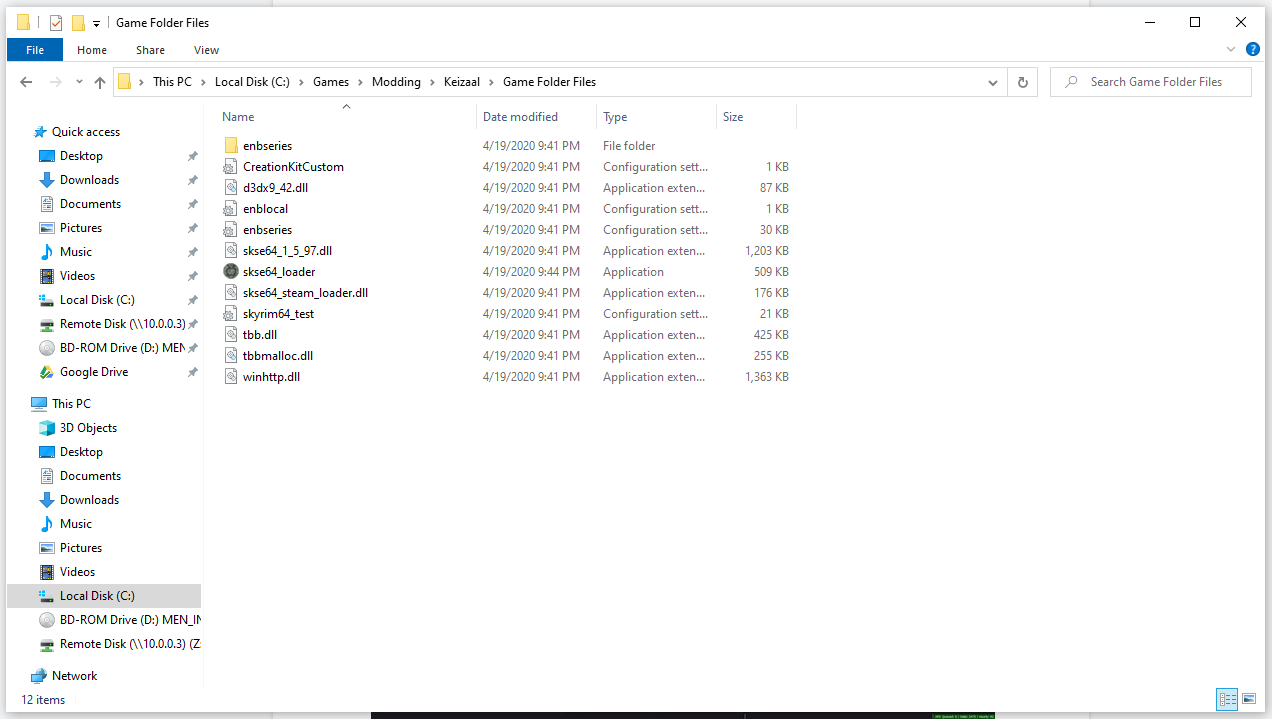 Game Folder Files
File Home Share View
This PC Local Disk (C:) Games Modding Keizaal Game Folder Files
Search Game Folder Files
Name Date modified Type Size
Quick access
Desktop
Downloads
Documents
Pictures
Music
Videos
Local Disk (C:)
Remote Disk (\\10.0.0.3)
BD-ROM Drive (D:) MEN
Google Drive
This PC
3D Objects
Desktop
Documents
Downloads
Music
Pictures
Videos
Local Disk (C:)
BD-ROM Drive (D:) MEN_IN
Remote Disk (\\10.0.0.3) (Z
Network
enbseries 4/19/2020 9:41 PM File folder
CreationKitCustom 4/19/2020 9:41 PM Configuration sett... 1 KB
d3dx9_42.dll 4/19/2020 9:41 PM Application exten... 87 KB
enblocal 4/19/2020 9:41 PM Configuration sett... 1 KB
enbseries 4/19/2020 9:41 PM Configuration sett... 30 KB
skse64_1_5_97.dll 4/19/2020 9:41 PM Application exten... 1,203 KB
skse64_loader 4/19/2020 9:44 PM Application 509 KB
skse64_steam_loader.dll 4/19/2020 9:41 PM Application exten... 176 KB
skyrim64_test 4/19/2020 9:41 PM Configuration sett... 21 KB
tbb.dll 4/19/2020 9:41 PM Application exten... 425 KB
tbbmalloc.dll 4/19/2020 9:41 PM Application exten... 255 KB
winhttp.dll 4/19/2020 9:41 PM Application exten... 1,363 KB
12 items